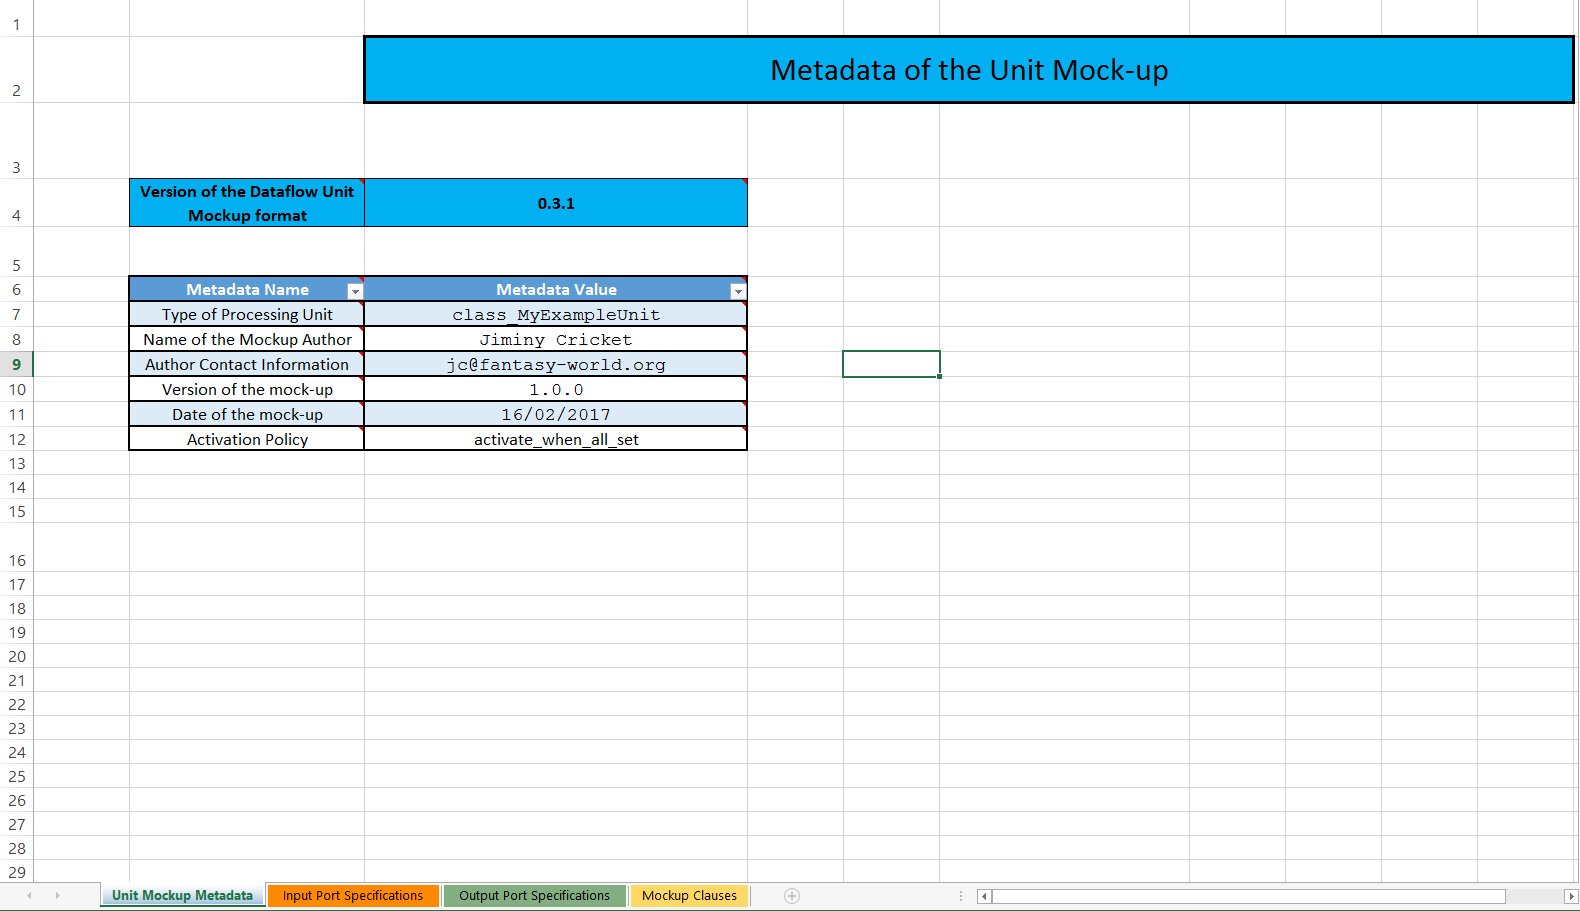 1
2
Metadata of the Unit Mock-up
3
4
Version of the Dataflow Unit
Mockup format
0.3.1
5
6 Metadata Name Metadata Value
7 Type of Processing Unit class_MyExampleUnit
8 Name of the Mockup Author Jiminy Cricket
9 Author Contact Information jc@fantasy-world.org
10 Version of the mock-up 1.0.0
11 Date of the mock-up 16/02/2017
12 Activation Policy activate_when_all_set
13
14
15
16
17
18
19
20
21
22
23
24
25
26
27
28
29
Unit Mockup Metadata Input Port Specifications Output Port Specifications Mockup Clauses